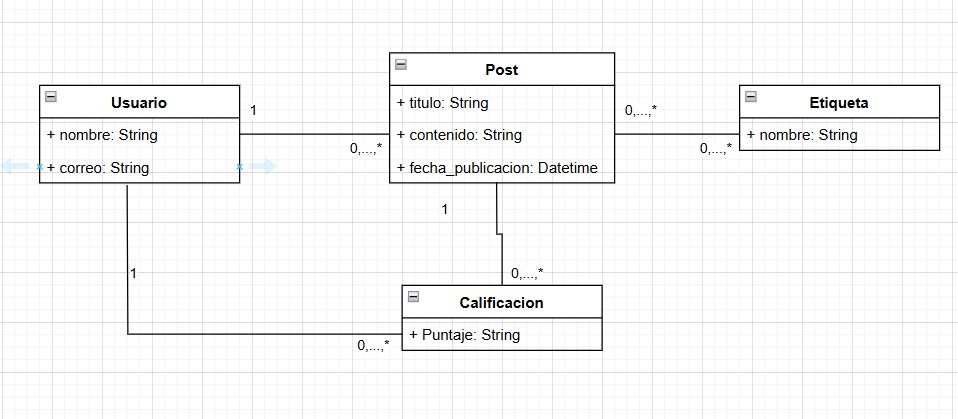 Usuario
+ nombre: String
+ correo: String
1
0,...,*
Post
+ titulo: String
+ contenido: String
+ fecha_publicacion: Datetime
0,...,*
0,...,*
Etiqueta
+ nombre: String
1
0,...,*
1
0,...,*
Calificacion
+ Puntaje: String